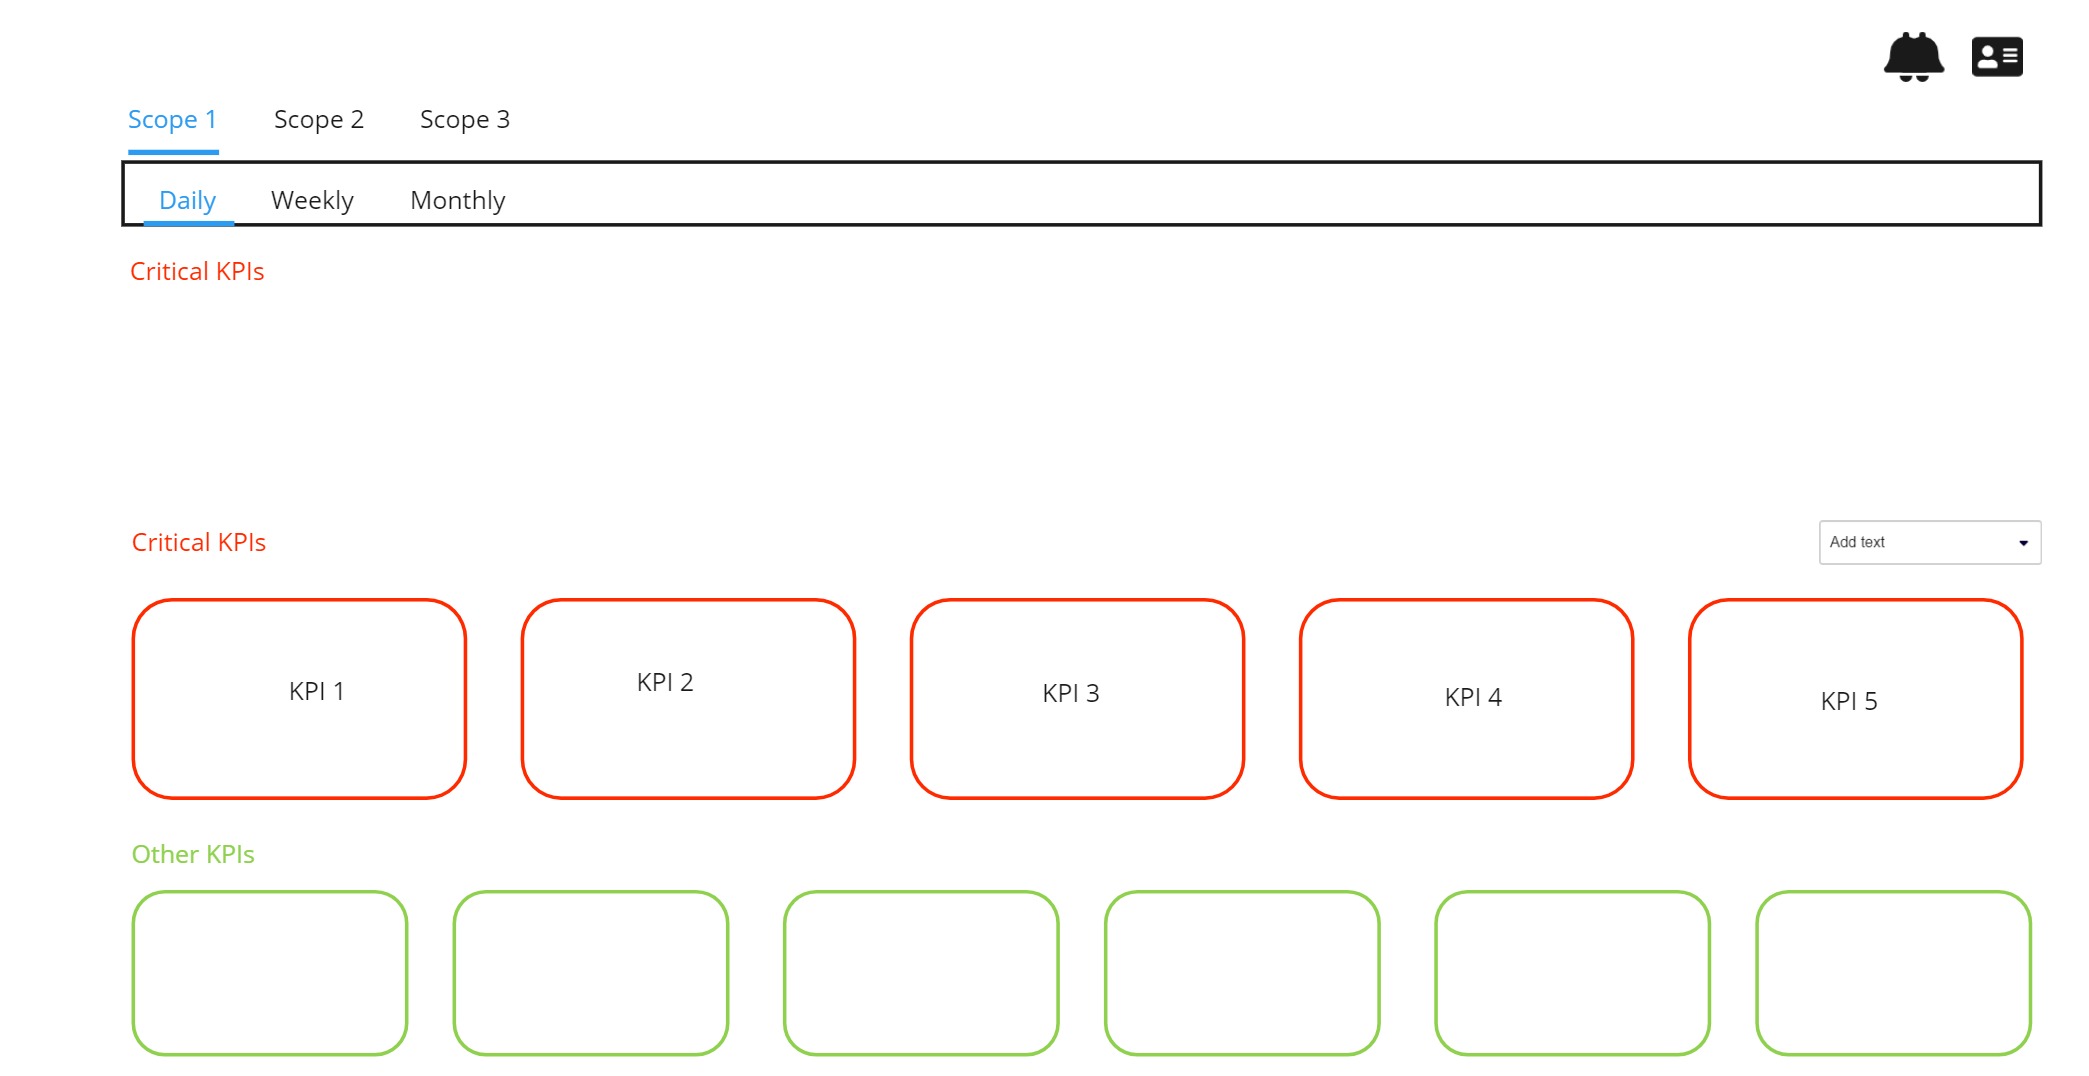 Scope 1 Scope 2 Scope 3
Daily Weekly Monthly
Critical KPIs
Critical KPIs
Add text
KPI 1
KPI 2
KPI 3
KPI 4
KPI 5
Other KPIs